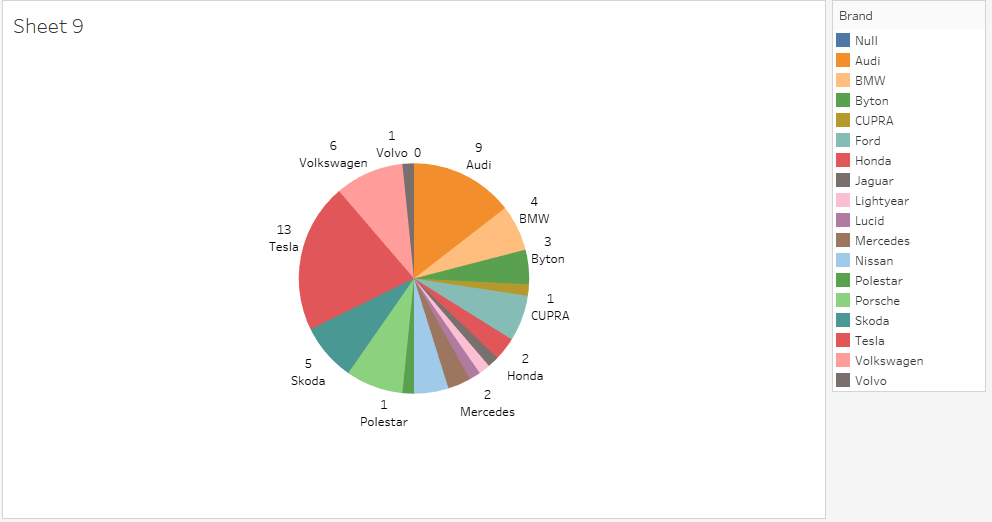 Sheet 9
Brand
Null
Audi
BMW
Byton
CUPRA
Ford
Honda
Jaguar
Lightyear
Lucid
Mercedes
Nissan
Polestar
Porsche
Skoda
Tesla
Volkswagen
Volvo
0
9
Audi
4
BMW
3
Byton
1
CUPRA
2
Honda
2
Mercedes
1
Polestar
5
Skoda
13
Tesla
6
Volkswagen
1
Volvo